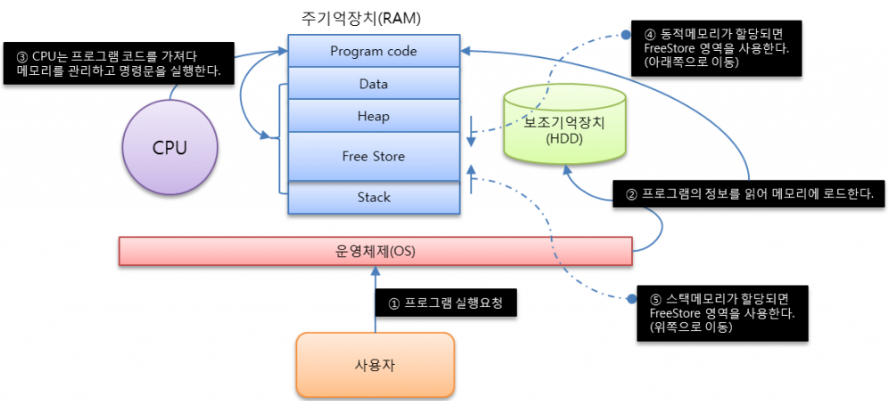 주기억장치(RAM)
③ CPU는 프로그램 코드를 가져다
메모리를 관리하고 명령문을 실행한다.
Program code
Data
Heap
Free Store
Stack
CPU
④ 동적메모리가 할당되면
FreeStore 영역을 사용한다.
(아래쪽으로 이동)
보조기억장치
(HDD)
② 프로그램의 정보를 읽어 메모리에 로드한다.
운영체제(OS)
① 프로그램 실행요청
⑤ 스택메모리가 할당되면
FreeStore 영역을 사용한다.
(위쪽으로 이동)
사용자